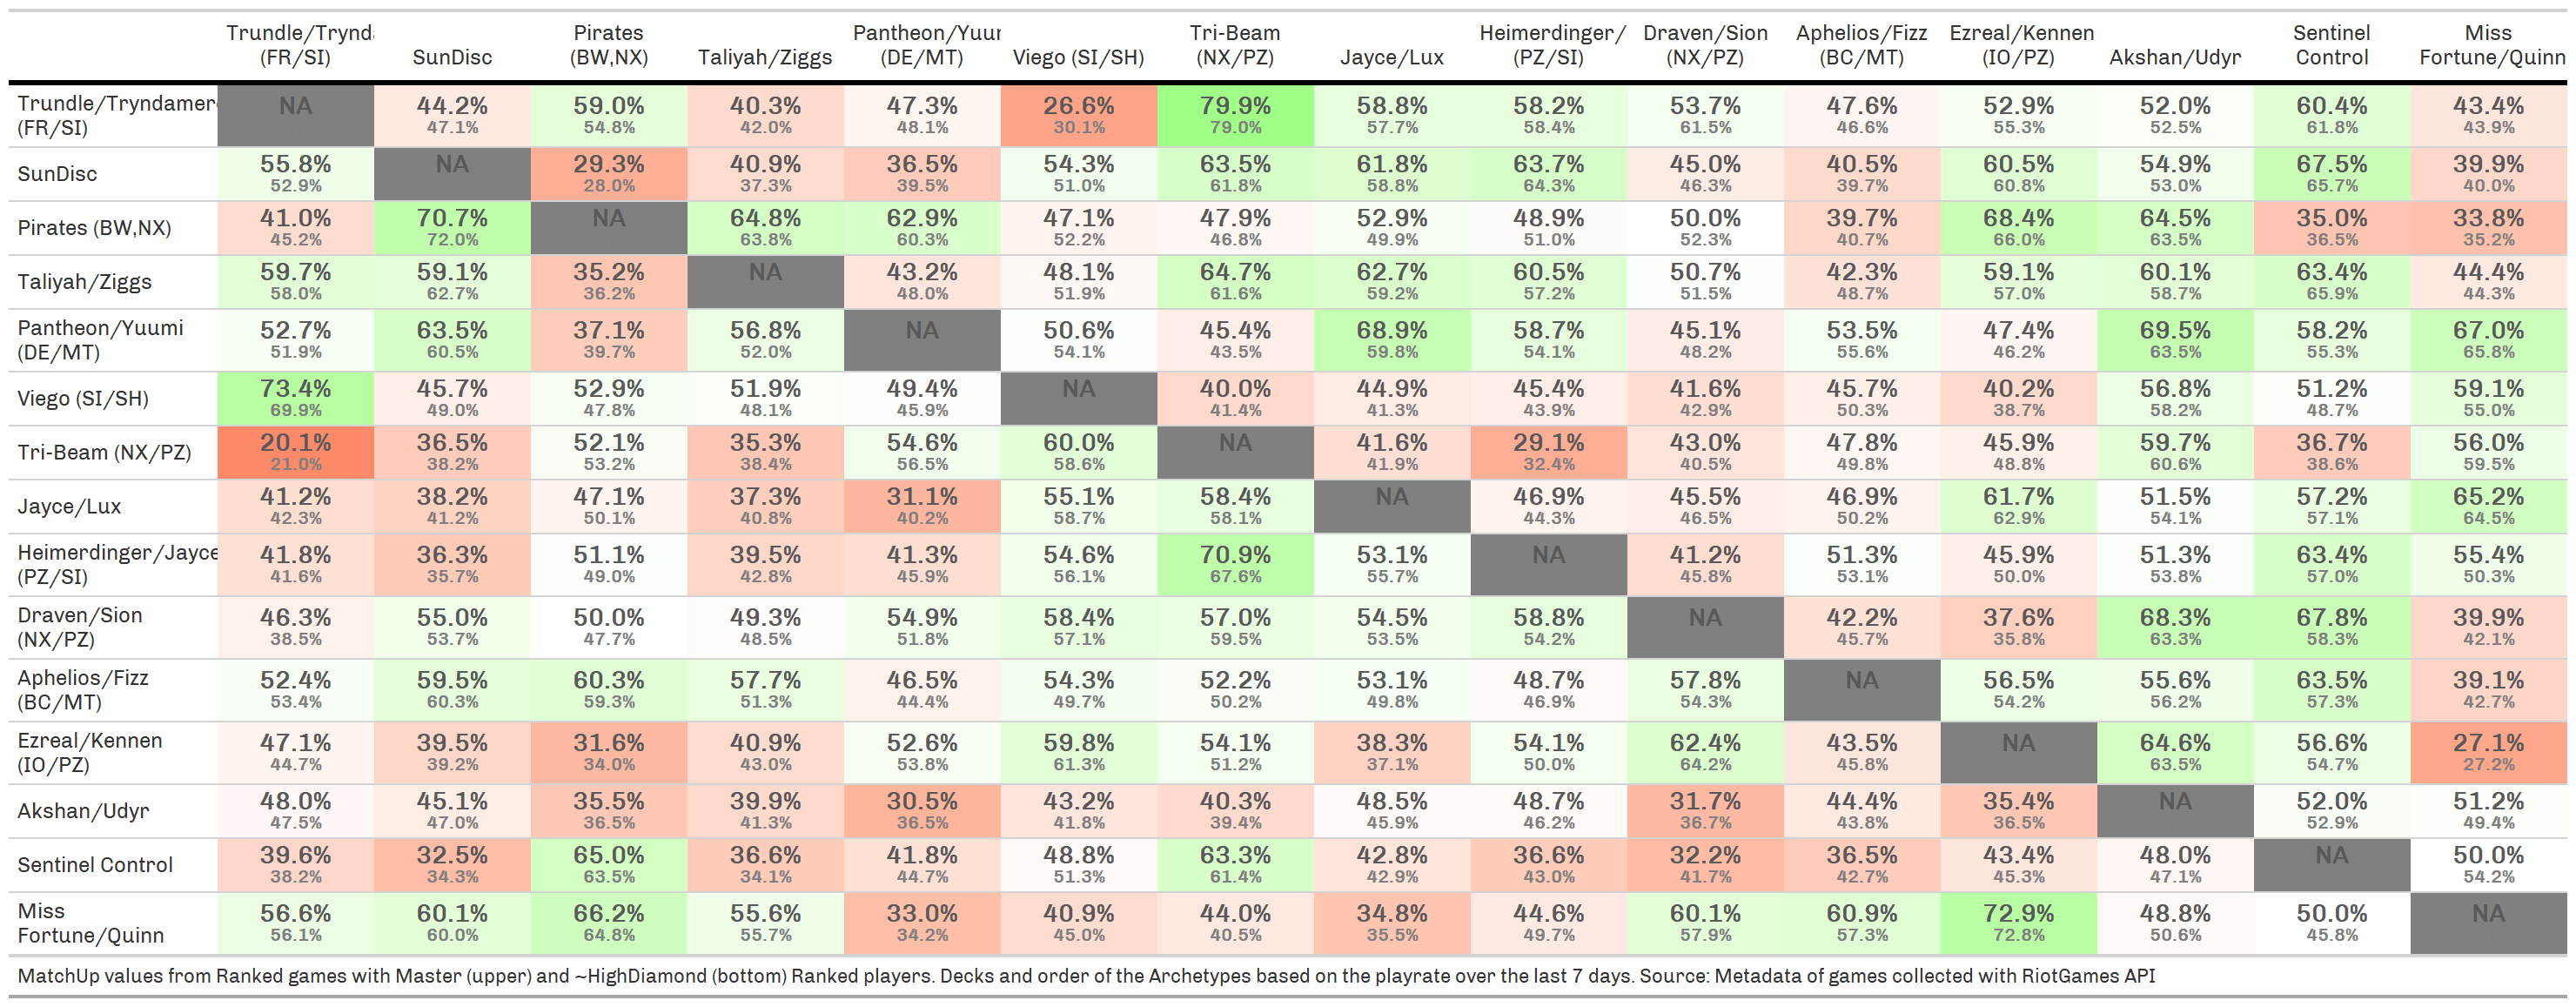 Trundle/Trynd Pirates Pantheon/Yuur Tri-Beam Heimerdinger/ Draven/Sion Aphelios/Fizz Ezreal/Kennen Sentinel Miss
(FR/SI) SunDisc (BW,NX) Taliyah/Ziggs (DE/MT) Viego (SI/SH) (NX/PZ) Jayce/Lux (PZ/SI) (NX/PZ) (BC/MT) (IO/PZ) Akshan/Udyr Control Fortune/Quinn
Trundle/Tryndamere NA 44.2% 59.0% 40.3% 47.3% 26.6% 79.9% 58.8% 58.2% 53.7% 47.6% 52.9% 52.0% 60.4% 43.4%
(FR/SI) 47.1% 54.8% 42.0% 48.1% 30.1% 79.0% 57.7% 58.4% 61.5% 46.6% 55.3% 52.5% 61.8% 43.9%
SunDisc 55.8% NA 29.3% 40.9% 36.5% 54.3% 63.5% 61.8% 63.7% 45.0% 40.5% 60.5% 54.9% 67.5% 39.9%
52.9% 28.0% 37.3% 39.5% 51.0% 61.8% 58.8% 64.3% 46.3% 39.7% 60.8% 53.0% 65.7% 40.0%
Pirates (BW,NX) 41.0% 70.7% NA 64.8% 62.9% 47.1% 47.9% 52.9% 48.9% 50.0% 39.7% 68.4% 64.5% 35.0% 33.8%
45.2% 72.0% 63.8% 60.3% 52.2% 46.8% 49.9% 51.0% 52.3% 40.7% 66.0% 63.5% 36.5% 35.2%
Taliyah/Ziggs 59.7% 59.1% 35.2% NA 43.2% 48.1% 64.7% 62.7% 60.5% 50.7% 42.3% 59.1% 60.1% 63.4% 44.4%
58.0% 62.7% 36.2% 48.0% 51.9% 61.6% 59.2% 57.2% 51.5% 48.7% 57.0% 58.7% 65.9% 44.3%
Pantheon/Yuumi 52.7% 63.5% 37.1% 56.8% NA 50.6% 45.4% 68.9% 58.7% 45.1% 53.5% 47.4% 69.5% 58.2% 67.0%
(DE/MT) 51.9% 60.5% 39.7% 52.0% 54.1% 43.5% 59.8% 54.1% 48.2% 55.6% 46.2% 63.5% 55.3% 65.8%
Viego (SI/SH) 73.4% 45.7% 52.9% 51.9% 49.4% NA 40.0% 44.9% 45.4% 41.6% 45.7% 40.2% 56.8% 51.2% 59.1%
69.9% 49.0% 47.8% 48.1% 45.9% 41.4% 41.3% 43.9% 42.9% 50.3% 38.7% 58.2% 48.7% 55.0%
Tri-Beam (NX/PZ) 20.1% 36.5% 52.1% 35.3% 54.6% 60.0% NA 41.6% 29.1% 43.0% 47.8% 45.9% 59.7% 36.7% 56.0%
21.0% 38.2% 53.2% 38.4% 56.5% 58.6% 41.9% 32.4% 40.5% 49.8% 48.8% 60.6% 38.6% 59.5%
Jayce/Lux 41.2% 38.2% 47.1% 37.3% 31.1% 55.1% 58.4% NA 46.9% 45.5% 46.9% 61.7% 51.5% 57.2% 65.2%
42.3% 41.2% 50.1% 40.8% 40.2% 58.7% 58.1% 44.3% 46.5% 50.2% 62.9% 54.1% 57.1% 64.5%
Heimerdinger/Jayce 41.8% 36.3% 51.1% 39.5% 41.3% 54.6% 70.9% 53.1% NA 41.2% 51.3% 45.9% 51.3% 63.4% 55.4%
(PZ/SI) 41.6% 35.7% 49.0% 42.8% 45.9% 56.1% 67.6% 55.7% 45.8% 53.1% 50.0% 53.8% 57.0% 50.3%
Draven/Sion 46.3% 55.0% 50.0% 49.3% 54.9% 58.4% 57.0% 54.5% 58.8% NA 42.2% 37.6% 68.3% 67.8% 39.9%
(NX/PZ) 38.5% 53.7% 47.7% 48.5% 51.8% 57.1% 59.5% 53.5% 54.2% 45.7% 35.8% 63.3% 58.3% 42.1%
Aphelios/Fizz 52.4% 59.5% 60.3% 57.7% 46.5% 54.3% 52.2% 53.1% 48.7% 57.8% NA 56.5% 55.6% 63.5% 39.1%
(BC/MT) 53.4% 60.3% 59.3% 51.3% 44.4% 49.7% 50.2% 49.8% 46.9% 54.3% 54.2% 56.2% 57.3% 42.7%
Ezreal/Kennen 47.1% 39.5% 31.6% 40.9% 52.6% 59.8% 54.1% 38.3% 54.1% 62.4% 43.5% NA 64.6% 56.6% 27.1%
(IO/PZ) 44.7% 39.2% 34.0% 43.0% 53.8% 61.3% 51.2% 37.1% 50.0% 64.2% 45.8% 63.5% 54.7% 27.2%
Akshan/Udyr 48.0% 45.1% 35.5% 39.9% 30.5% 43.2% 40.3% 48.5% 48.7% 31.7% 44.4% 35.4% NA 52.0% 51.2%
47.5% 47.0% 36.5% 41.3% 36.5% 41.8% 39.4% 45.9% 46.2% 36.7% 43.8% 36.5% 52.9% 49.4%
Sentinel Control 39.6% 32.5% 65.0% 36.6% 41.8% 48.8% 63.3% 42.8% 36.6% 32.2% 36.5% 43.4% 48.0% NA 50.0%
38.2% 34.3% 63.5% 34.1% 44.7% 51.3% 61.4% 42.9% 43.0% 41.7% 42.7% 45.3% 47.1% 54.2%
Miss 56.6% 60.1% 66.2% 55.6% 33.0% 40.9% 44.0% 34.8% 44.6% 60.1% 60.9% 72.9% 48.8% 50.0% NA
Fortune/Quinn 56.1% 60.0% 64.8% 55.7% 34.2% 45.0% 40.5% 35.5% 49.7% 57.9% 57.3% 72.8% 50.6% 45.8%
MatchUp values from Ranked games with Master (upper) and ~HighDiamond (bottom) Ranked players. Decks and order of the Archetypes based on the playrate over the last 7 days. Source: Metadata of games collected with RiotGames API